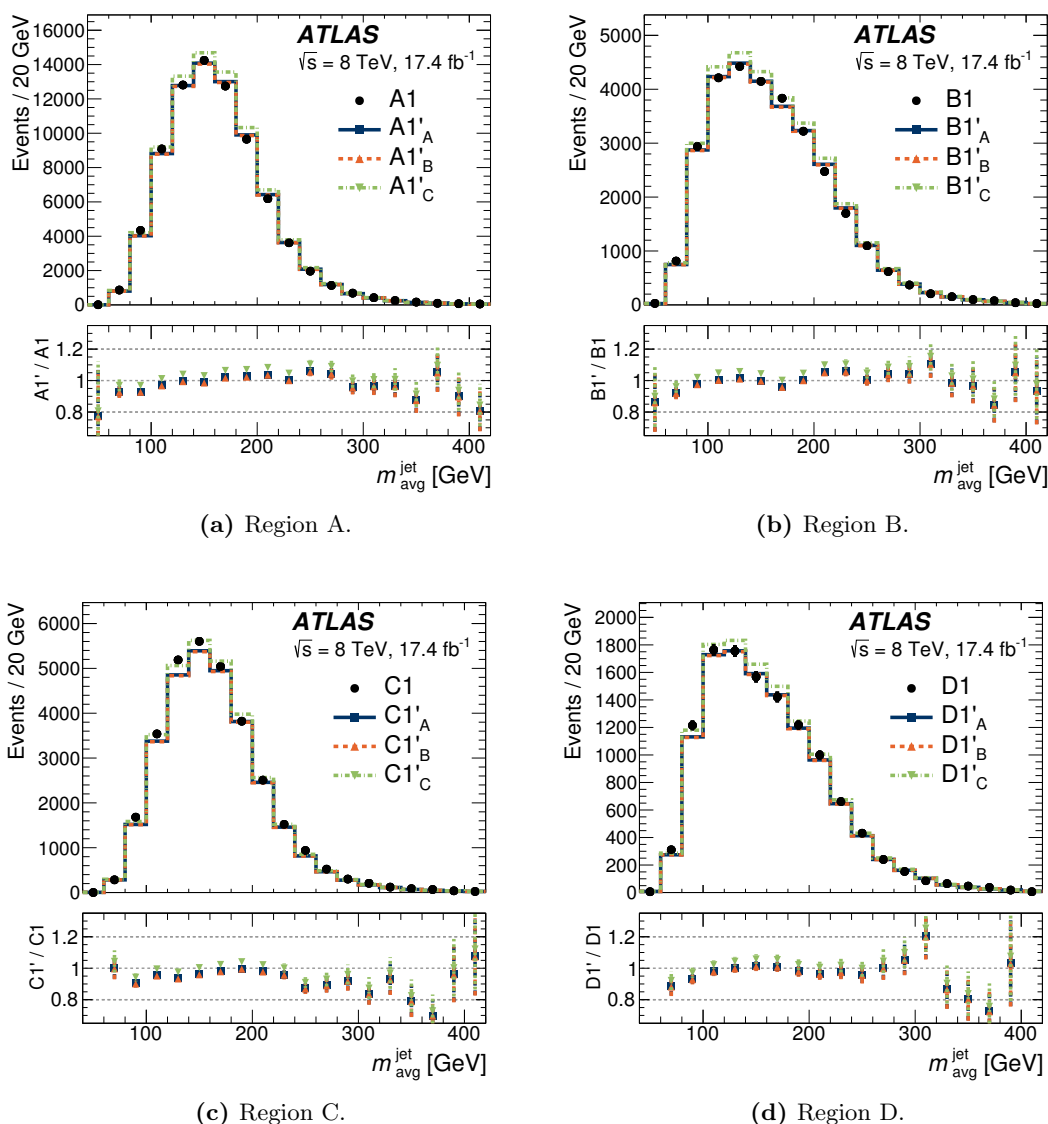 Events / 20 GeV
16000
14000
12000
10000
8000
6000
4000
2000
0
ATLAS
√s = 8 TeV, 17.4 fb-1
A1
A1'A
A1'B
A1'C
A1' / A1
1.2
1
0.8
100 200 300 400
m jet avg [GeV]
(a) Region A.
Events / 20 GeV
5000
4000
3000
2000
1000
0
ATLAS
√s = 8 TeV, 17.4 fb-1
B1
B1'A
B1'B
B1'C
B1' / B1
1.2
1
0.8
100 200 300 400
m jet avg [GeV]
(b) Region B.
Events / 20 GeV
6000
5000
4000
3000
2000
1000
0
ATLAS
√s = 8 TeV, 17.4 fb-1
C1
C1'A
C1'B
C1'C
C1' / C1
1.2
1
0.8
100 200 300 400
m jet avg [GeV]
(c) Region C.
Events / 20 GeV
2000
1800
1600
1400
1200
1000
800
600
400
200
0
ATLAS
√s = 8 TeV, 17.4 fb-1
D1
D1'A
D1'B
D1'C
D1' / D1
1.2
1
0.8
100 200 300 400
m jet avg [GeV]
(d) Region D.